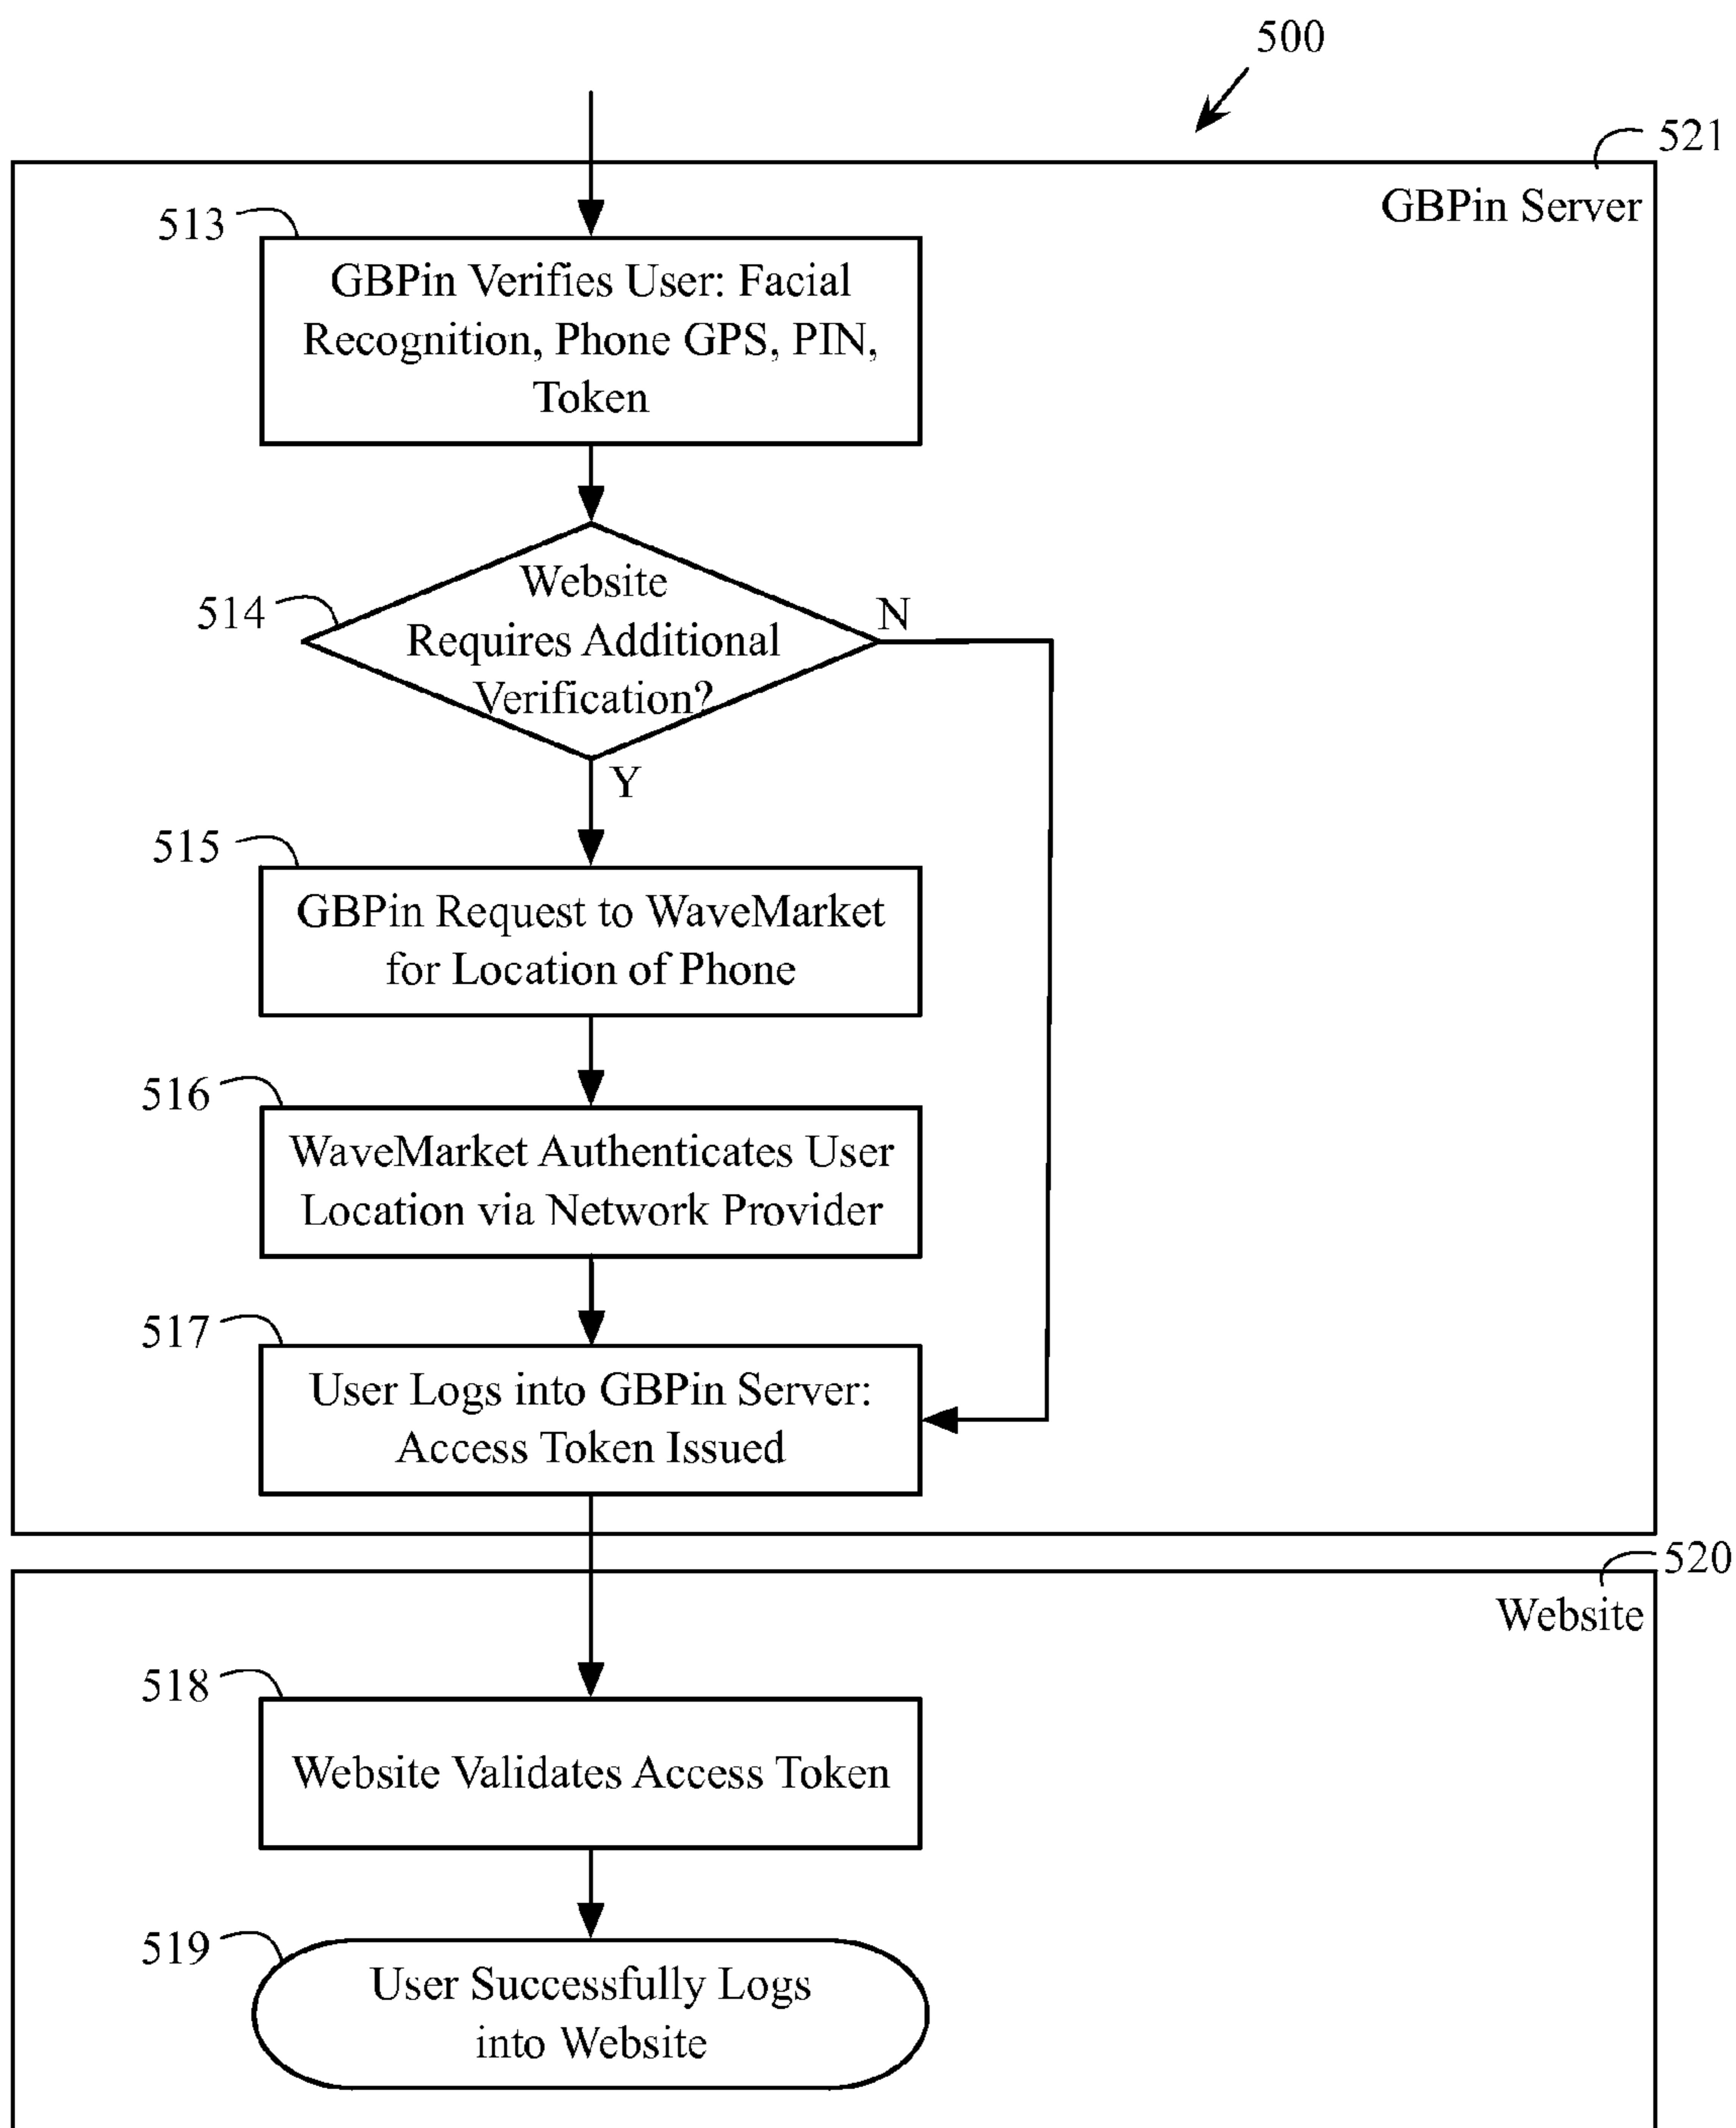 500
521
GBPin Server
513
GBPin Verifies User: Facial
Recognition, Phone GPS, PIN,
Token
514
Website
Requires Additional
Verification?
N
Y
515
GBPin Request to WaveMarket
for Location of Phone
516
WaveMarket Authenticates User
Location via Network Provider
517
User Logs into GBPin Server:
Access Token Issued
520
Website
518
Website Validates Access Token
519
User Successfully Logs
into Website